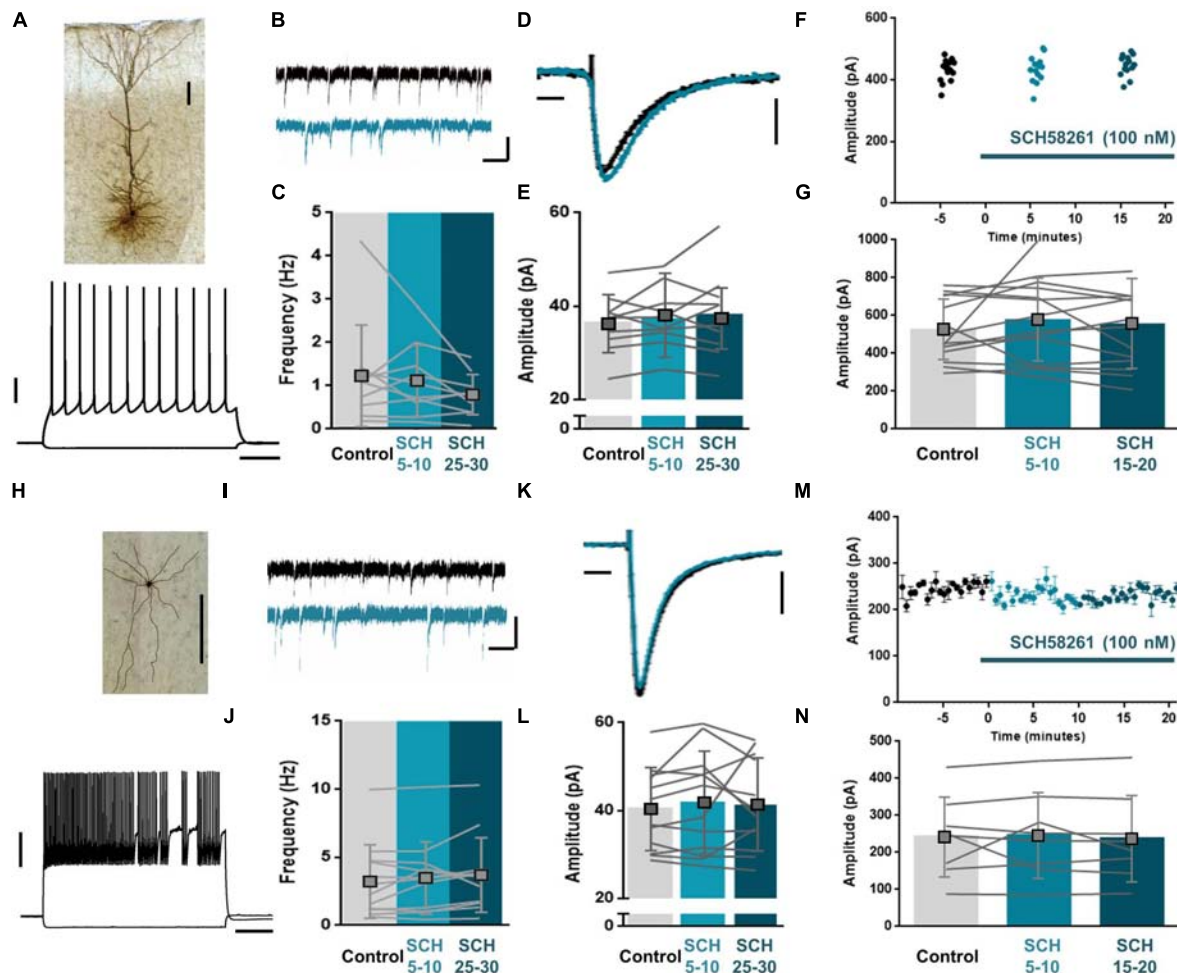 A
B
D
F
Amplitude (pA)
600
400
200
0
SCH58261 (100 nM)
-5
0
5
10
15
20
Time (minutes)
C
Frequency (Hz)
5
4
3
2
1
0
Control
SCH
5-10
SCH
25-30
E
Amplitude (pA)
60
40
20
0
Control
SCH
5-10
SCH
25-30
G
Amplitude (pA)
1000
800
600
400
200
0
Control
SCH
5-10
SCH
15-20
H
I
K
M
Amplitude (pA)
400
300
200
100
0
SCH58261 (100 nM)
-5
0
5
10
15
20
Time (minutes)
J
Frequency (Hz)
15
10
5
0
Control
SCH
5-10
SCH
25-30
L
Amplitude (pA)
60
40
20
0
Control
SCH
5-10
SCH
25-30
N
Amplitude (pA)
500
400
300
200
100
0
Control
SCH
5-10
SCH
15-20